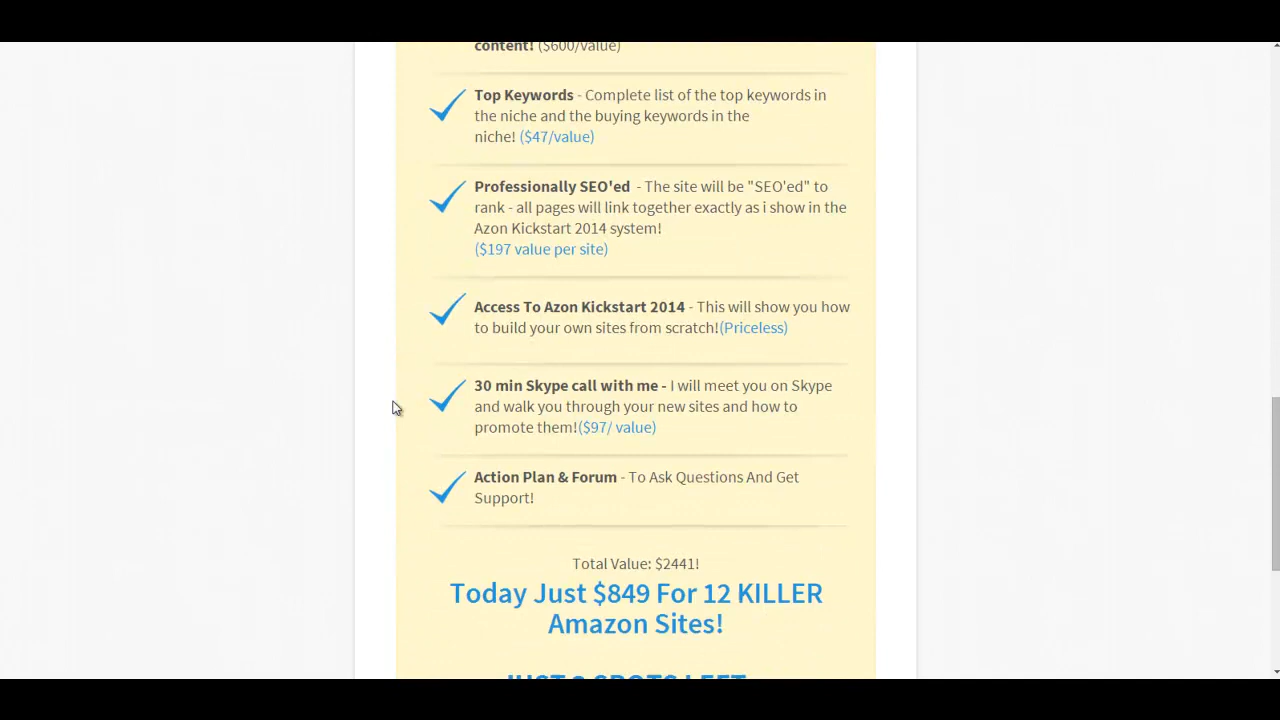 content! ($600/value)
Top Keywords - Complete list of the top keywords in
the niche and the buying keywords in the
niche! ($47/value)
Professionally SEO'ed - The site will be "SEO'ed" to
rank - all pages will link together exactly as i show in the
Azon Kickstart 2014 system!
($197 value per site)
Access To Azon Kickstart 2014 - This will show you how
to build your own sites from scratch!(Priceless)
30 min Skype call with me - I will meet you on Skype
and walk you through your new sites and how to
promote them!($97/ value)
Action Plan & Forum - To Ask Questions And Get
Support!
Total Value: $2441!
Today Just $849 For 12 KILLER
Amazon Sites!
SPOTS LEFT